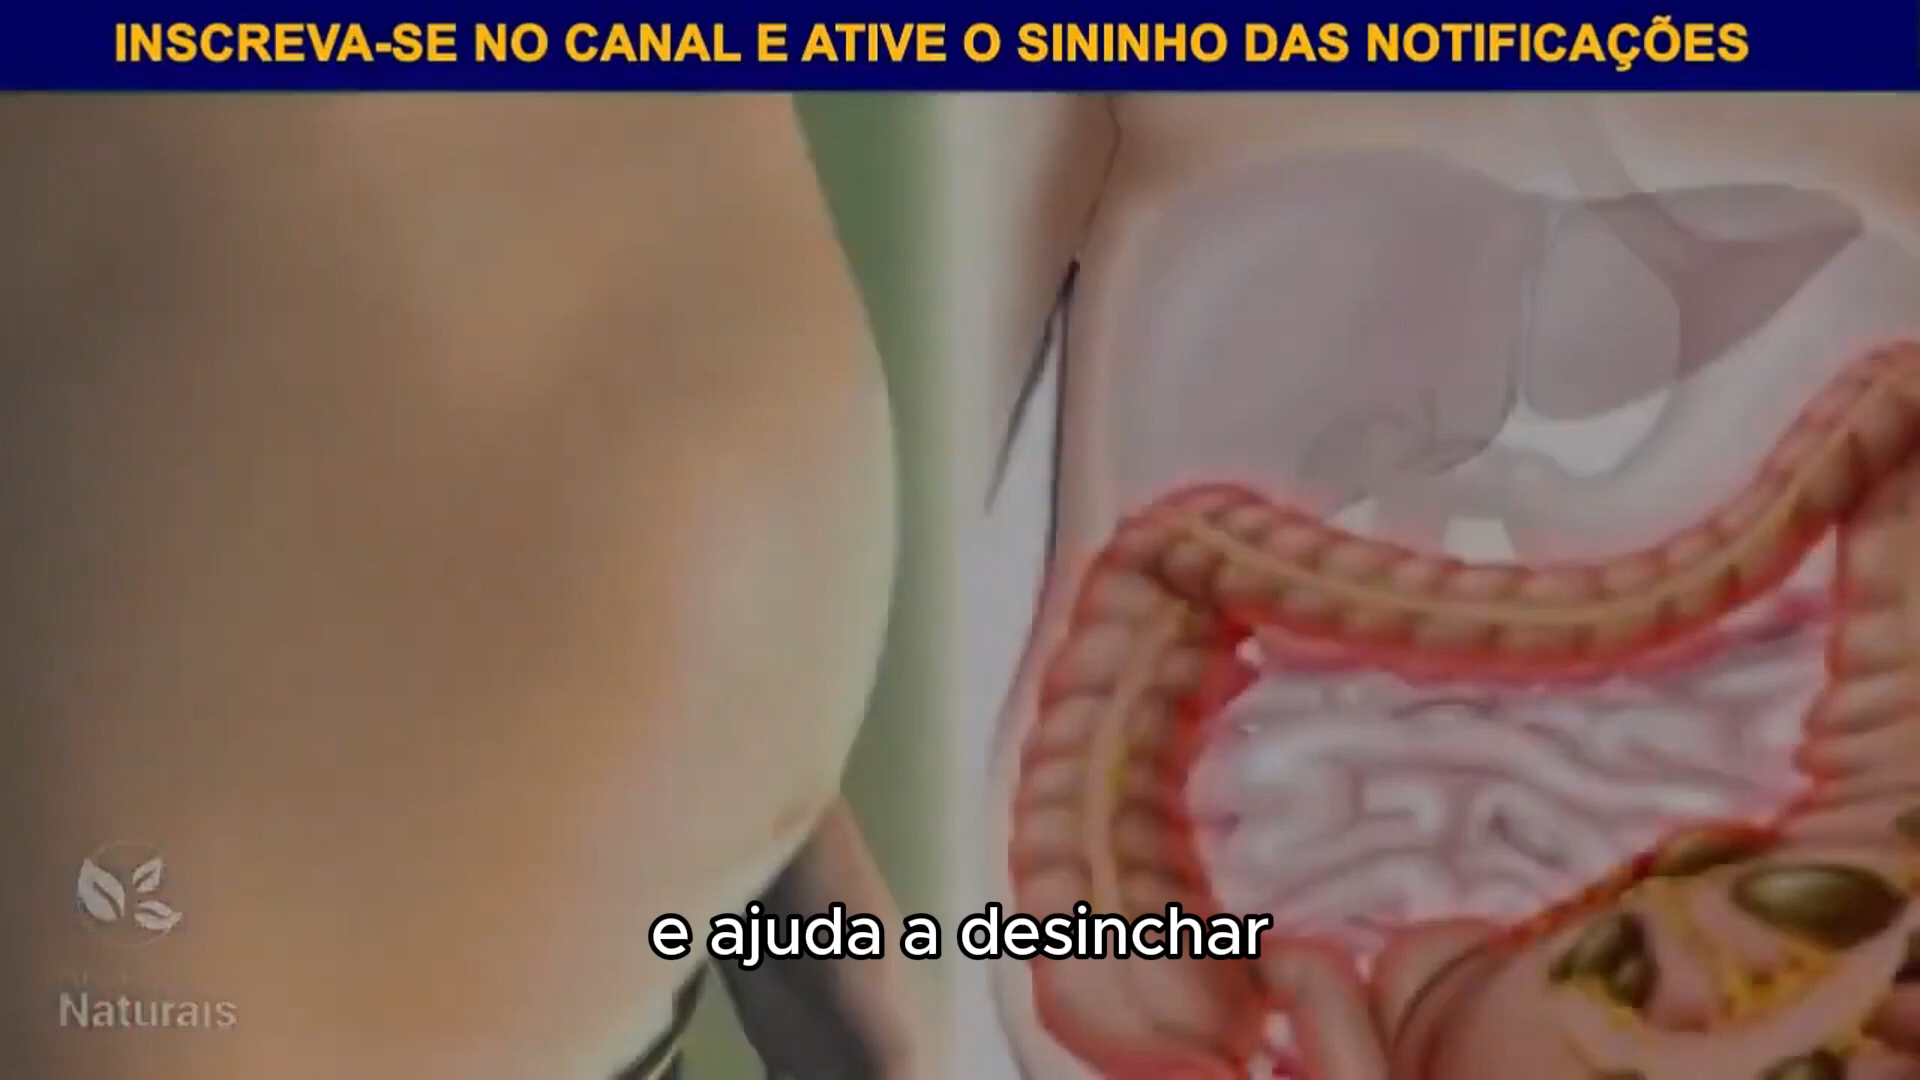 INSCREVA-SE NO CANAL E ATIVE O SININHO DAS NOTIFICAÇÕES
e ajuda a desinchar
Naturais